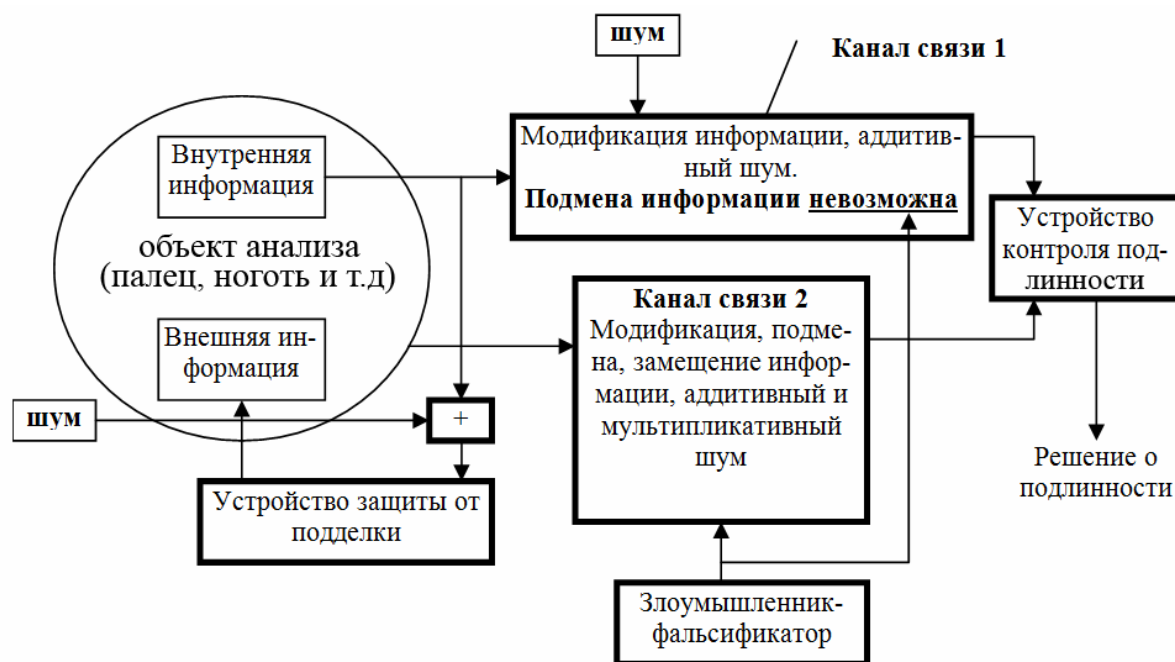 шум
Канал связи 1
Модификация информации, аддитив-
ный шум.
Подмена информации невозможна
Внутренняя
информация
объект анализа
(палец, ноготь и т.д)
Внешняя ин-
формация
шум
+
Устройство защиты от
подделки
Канал связи 2
Модификация, подме-
на, замещение инфор-
мации, аддитивный и
мультипликативный
шум
Устройство
контроля под-
линности
Решение о
подлинности
Злоумышленник-
фальсификатор